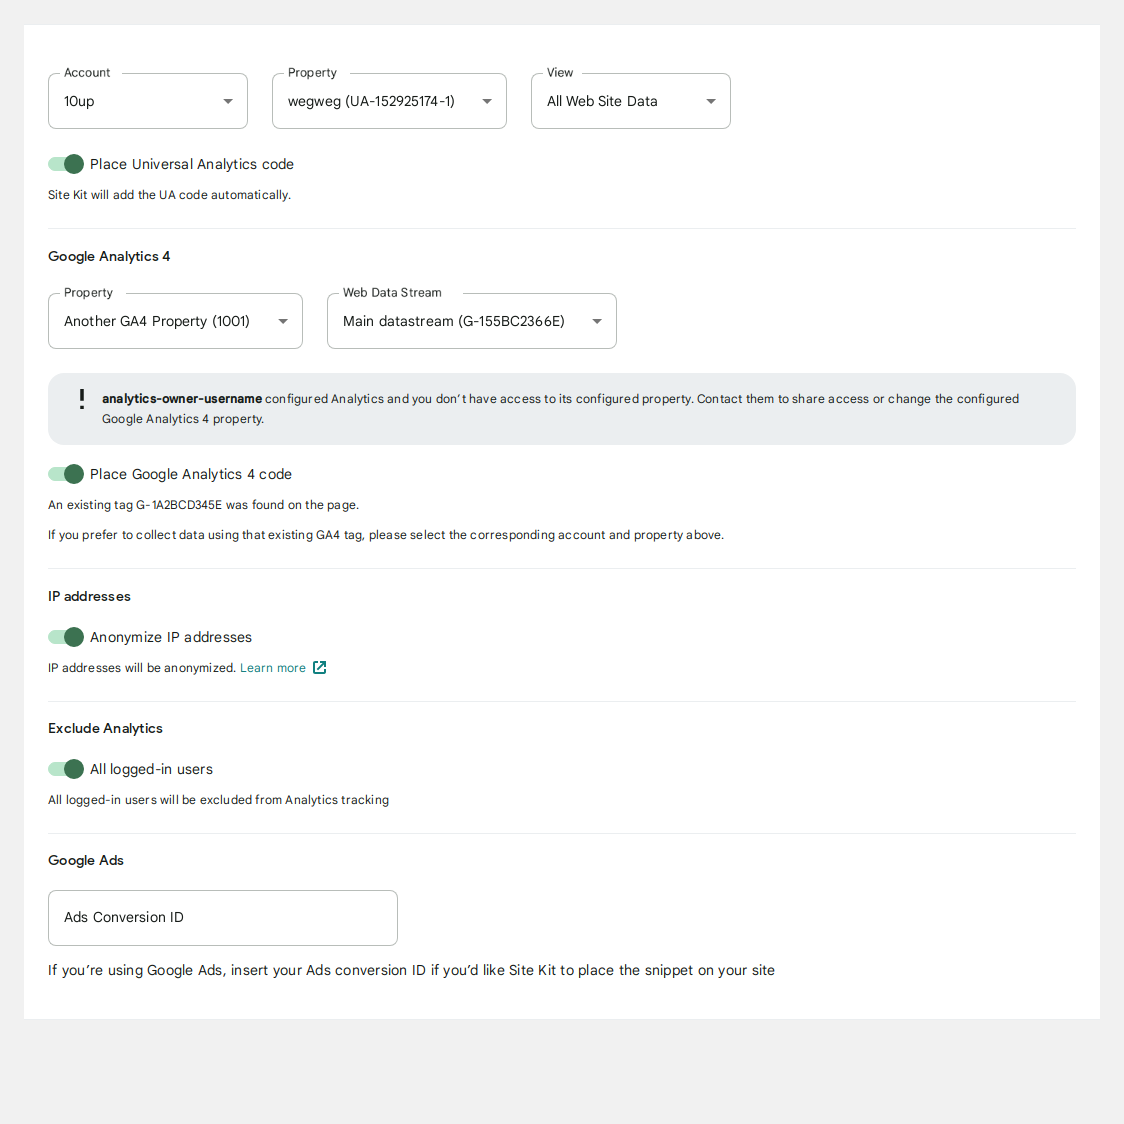 Account
Property
View
10up
wegweg (UA-152925174-1)
All Web Site Data
Place Universal Analytics code
Site Kit will add the UA code automatically.
Google Analytics 4
Property
Web Data Stream
Another GA4 Property (1001)
Main datastream (G-155BC2366E)
analytics-owner-username configured Analytics and you don’t have access to its configured property. Contact them to share access or change the configured
Google Analytics 4 property.
Place Google Analytics 4 code
An existing tag G-1A2BCD345E was found on the page.
If you prefer to collect data using that existing GA4 tag, please select the corresponding account and property above.
IP addresses
Anonymize IP addresses
IP addresses will be anonymized. Learn more
Exclude Analytics
All logged-in users
All logged-in users will be excluded from Analytics tracking
Google Ads
Ads Conversion ID
If you’re using Google Ads, insert your Ads conversion ID if you’d like Site Kit to place the snippet on your site